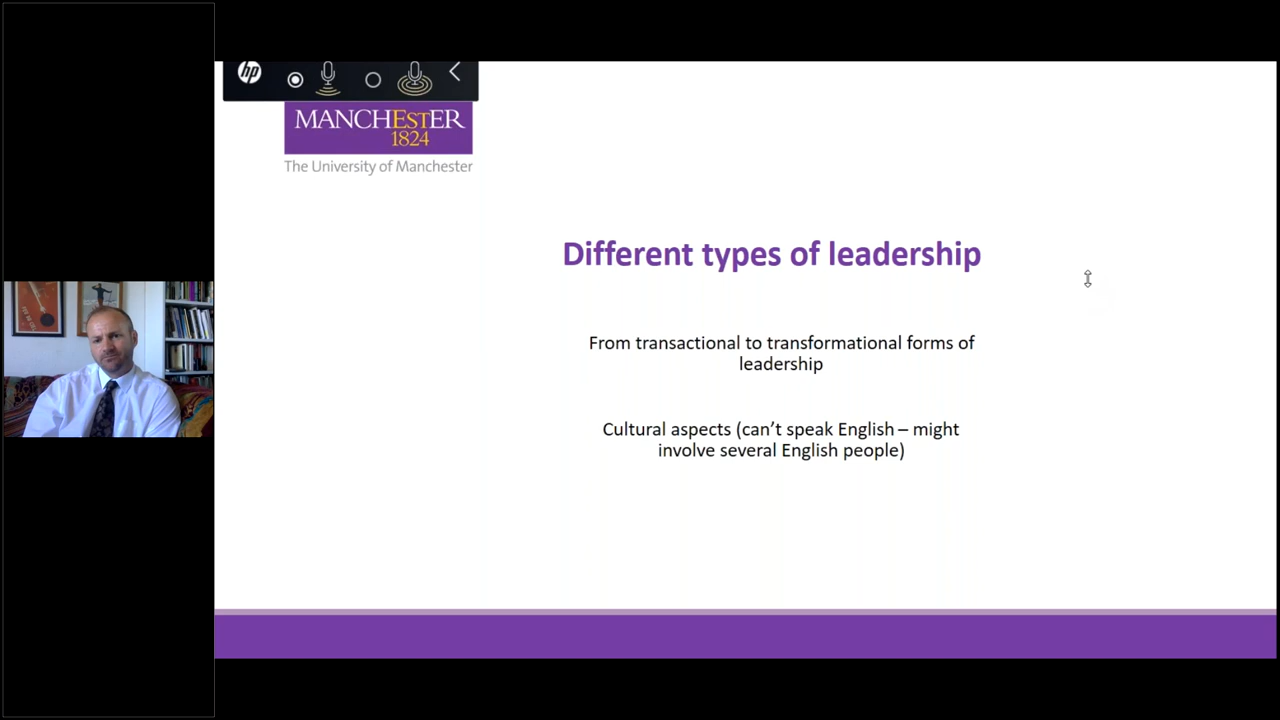 hp
MANCHEStER
1824
The University of Manchester
Different types of leadership
From transactional to transformational forms of
leadership
Cultural aspects (can’t speak English – might
involve several English people)